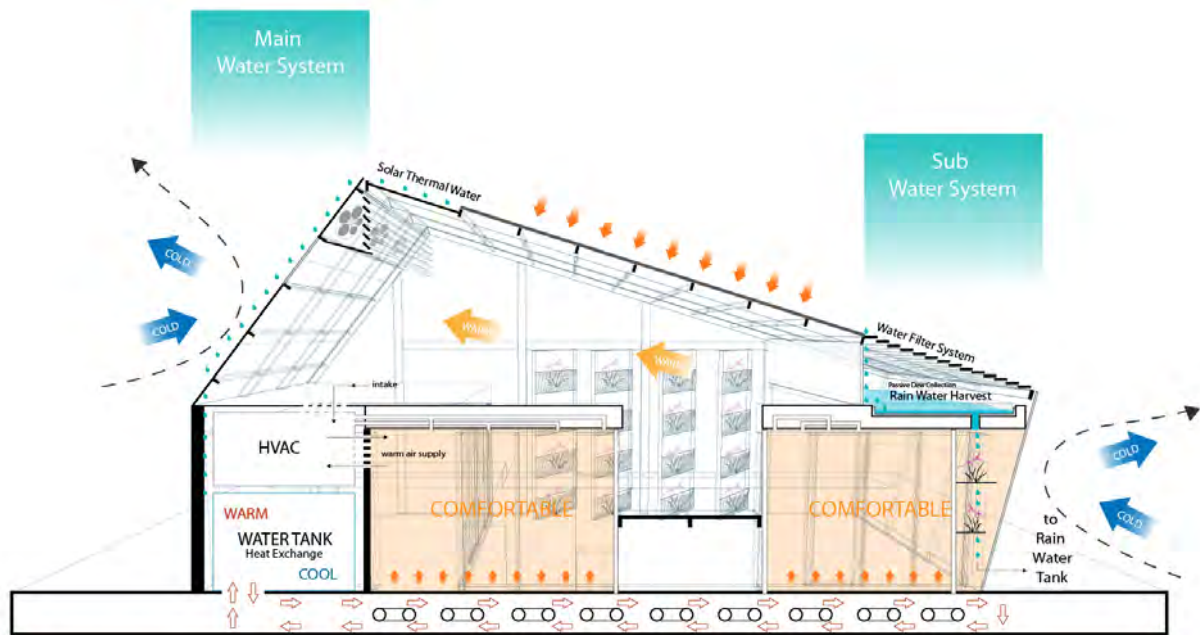 Main
Water System
Sub
Water System
Solar Thermal Water
COLD
COLD
WARM
WARM
Water Filter System
Passive Dew Collection
Rain Water Harvest
intake
HVAC
warm air supply
COLD
COLD
WARM
WATER TANK
Heat Exchange
COOL
COMFORTABLE
COMFORTABLE
to
Rain
Water
Tank